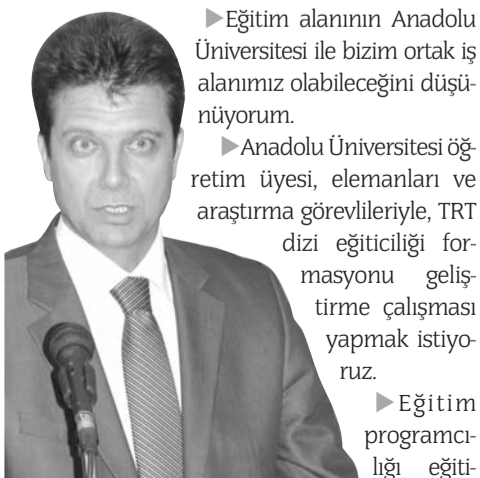 ▶Eğitim alanının Anadolu
Üniversitesi ile bizim ortak iş
alanımız olabileceğini düşü-
nüyorum.
▶Anadolu Üniversitesi öğ-
retim üyesi, elemanları ve
araştırma görevlileriyle, TRT
dizi eğiticiliği for-
masyonu geliş-
tirme çalışması
yapmak istiyo-
ruz.
▶Eğitim
programcı-
lığı eğiti-